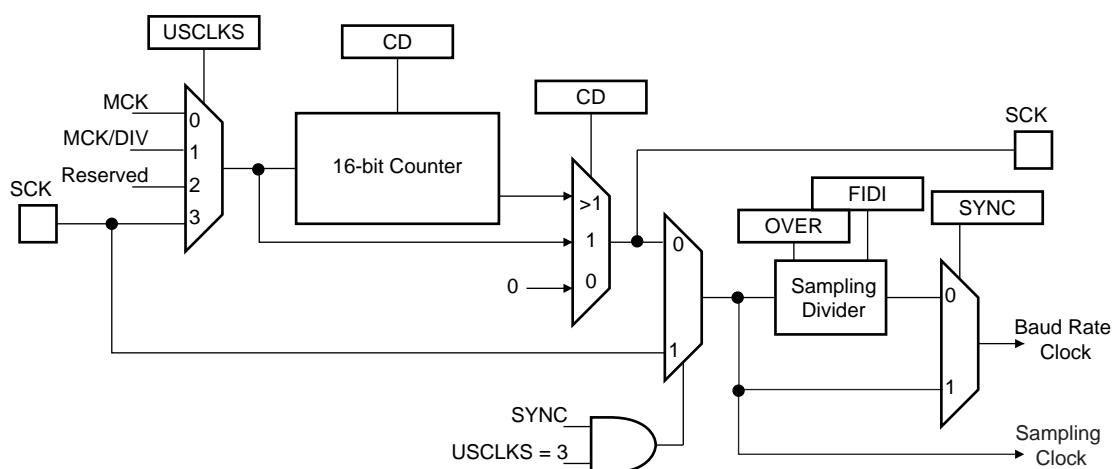 USCLKS
CD
CD
SCK
MCK
MCK/DIV
Reserved
SCK
0
1
2
3
16-bit Counter
>1
1
0
0
0
1
FIDI
OVER
SYNC
Sampling
Divider
0
1
Baud Rate
Clock
SYNC
USCLKS = 3
Sampling
Clock